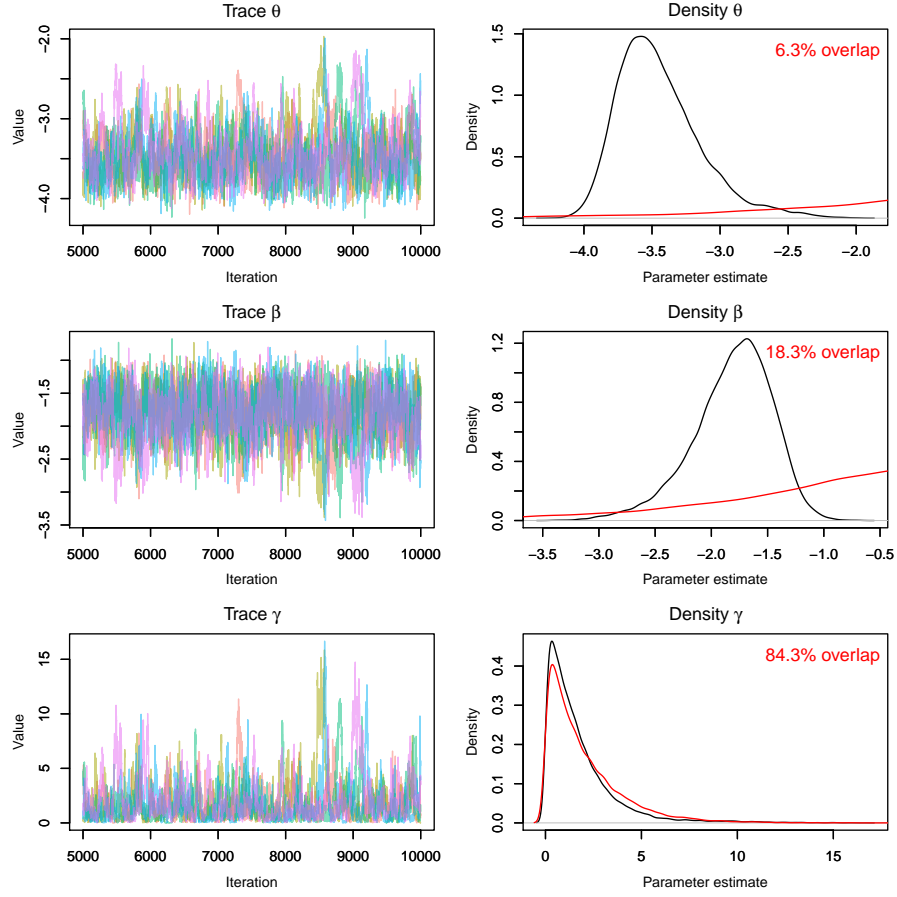 Trace θ
Value
−4.0 −3.0 −2.0
5000 6000 7000 8000 9000 10000
Iteration
Density θ
6.3% overlap
Density
0.0 0.5 1.0 1.5
−4.0 −3.5 −3.0 −2.5 −2.0
Parameter estimate
Trace β
Value
−3.5 −2.5 −1.5
5000 6000 7000 8000 9000 10000
Iteration
Density β
18.3% overlap
Density
0.0 0.4 0.8 1.2
−3.5 −3.0 −2.5 −2.0 −1.5 −1.0 −0.5
Parameter estimate
Trace γ
Value
0 5 10 15
5000 6000 7000 8000 9000 10000
Iteration
Density γ
84.3% overlap
Density
0.0 0.1 0.2 0.3 0.4
0 5 10 15
Parameter estimate